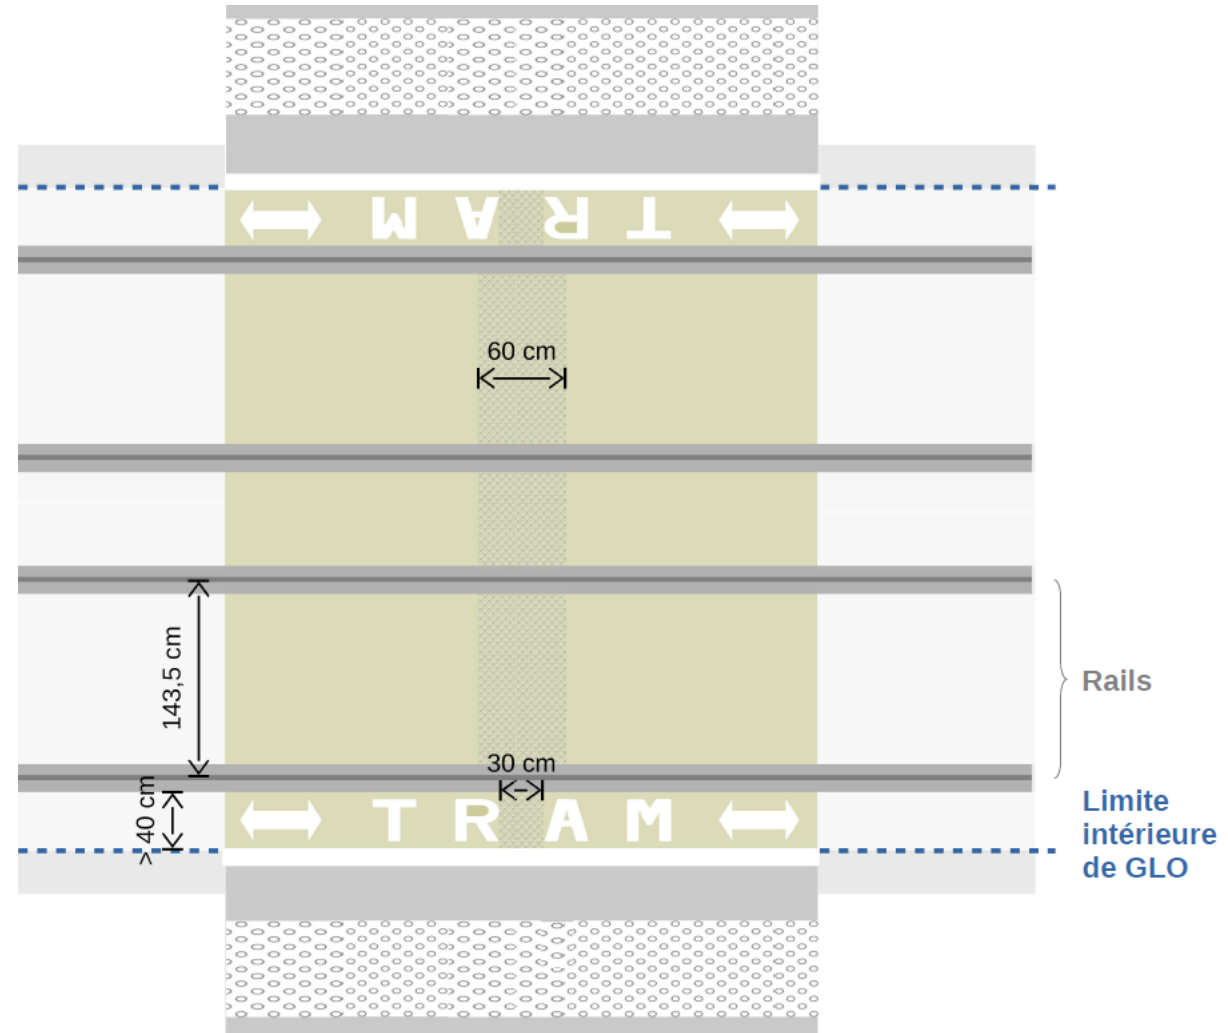 TRAM
60 cm
143,5 cm
Rails
30 cm
> 40 cm
TRAM
Limite
intérieure
de GLO